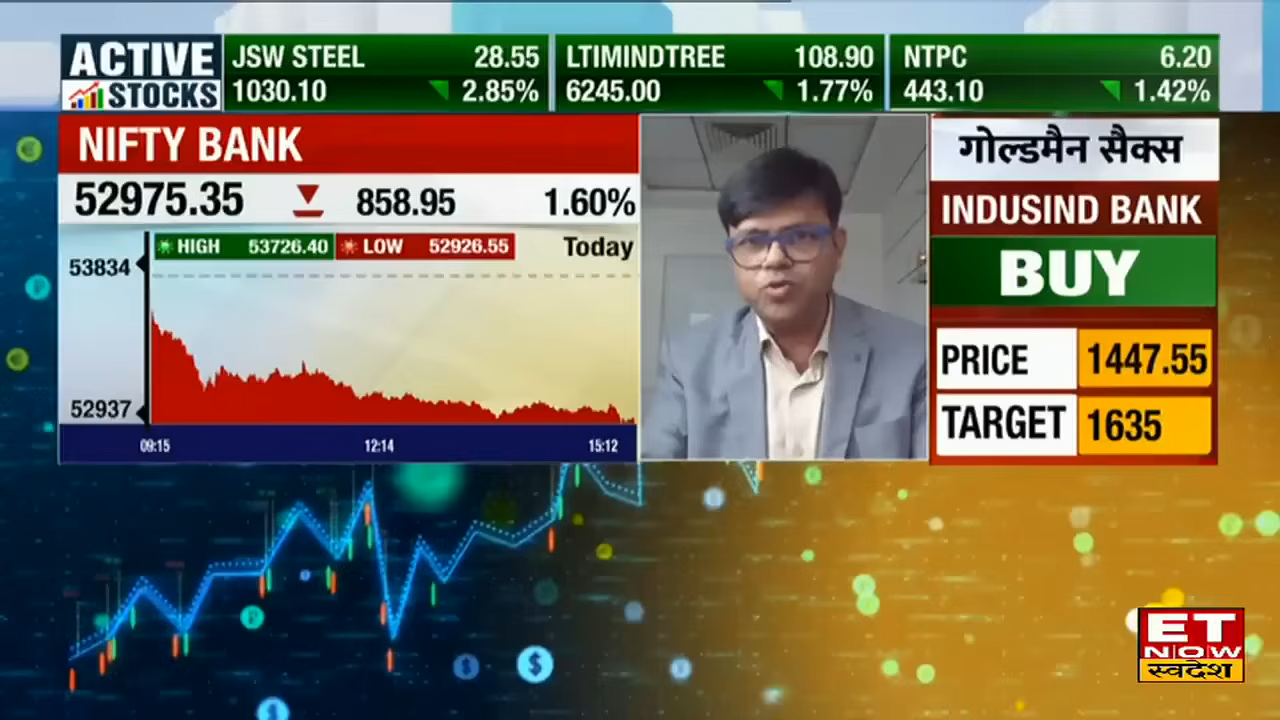 ACTIVE
STOCKS
JSW STEEL 28.55
1030.10 2.85%
LTIMINDTREE 108.90
6245.00 1.77%
NTPC 6.20
443.10 1.42%
NIFTY BANK
52975.35 858.95 1.60%
HIGH 53726.40 LOW 52926.55 Today
53834
52937
09:15 12:14 15:12
गोल्डमैन सैक्स
INDUSIND BANK
BUY
PRICE 1447.55
TARGET 1635
$
$
ET
NOW
स्वदेश